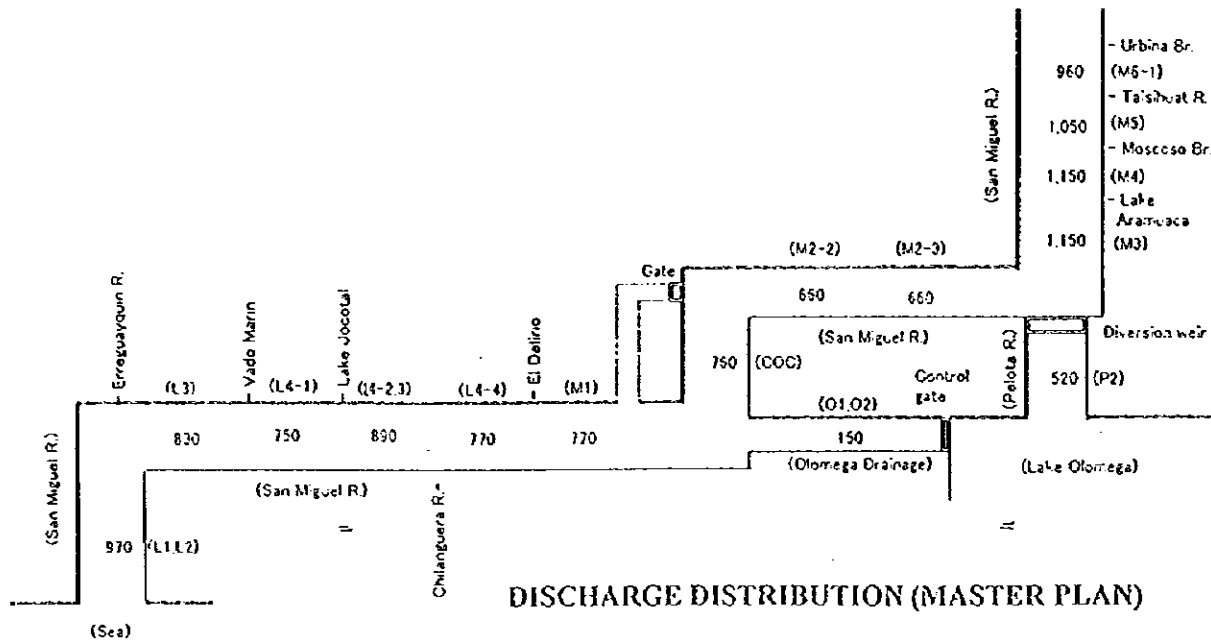 - Urbina Br.
960 (M6-1)
- Taisihuat R.
1,050 (M5)
- Moscoso Br.
1,150 (M4)
- Lake Aramuaca
1,150 (M3)
(San Miguel R.)
(M2-2) (M2-3)
Gate
650 660
(San Miguel R.)
Diversion weir
760 (COC)
Control gate
(Pelota R.)
520 (P2)
(O1,O2)
150
(Olomega Drainage)
(Lake Olomega)
Erreguayquin R.
Vado Marin
Lake Jocotal
- El Delirio
(L3) (L4-1) (L4-2,3) (L4-4) (M1)
830 750 890 770 770
(San Miguel R.)
(San Miguel R.)
Chilanguera R.
970 (L1,L2)
(Sea)
DISCHARGE DISTRIBUTION (MASTER PLAN)